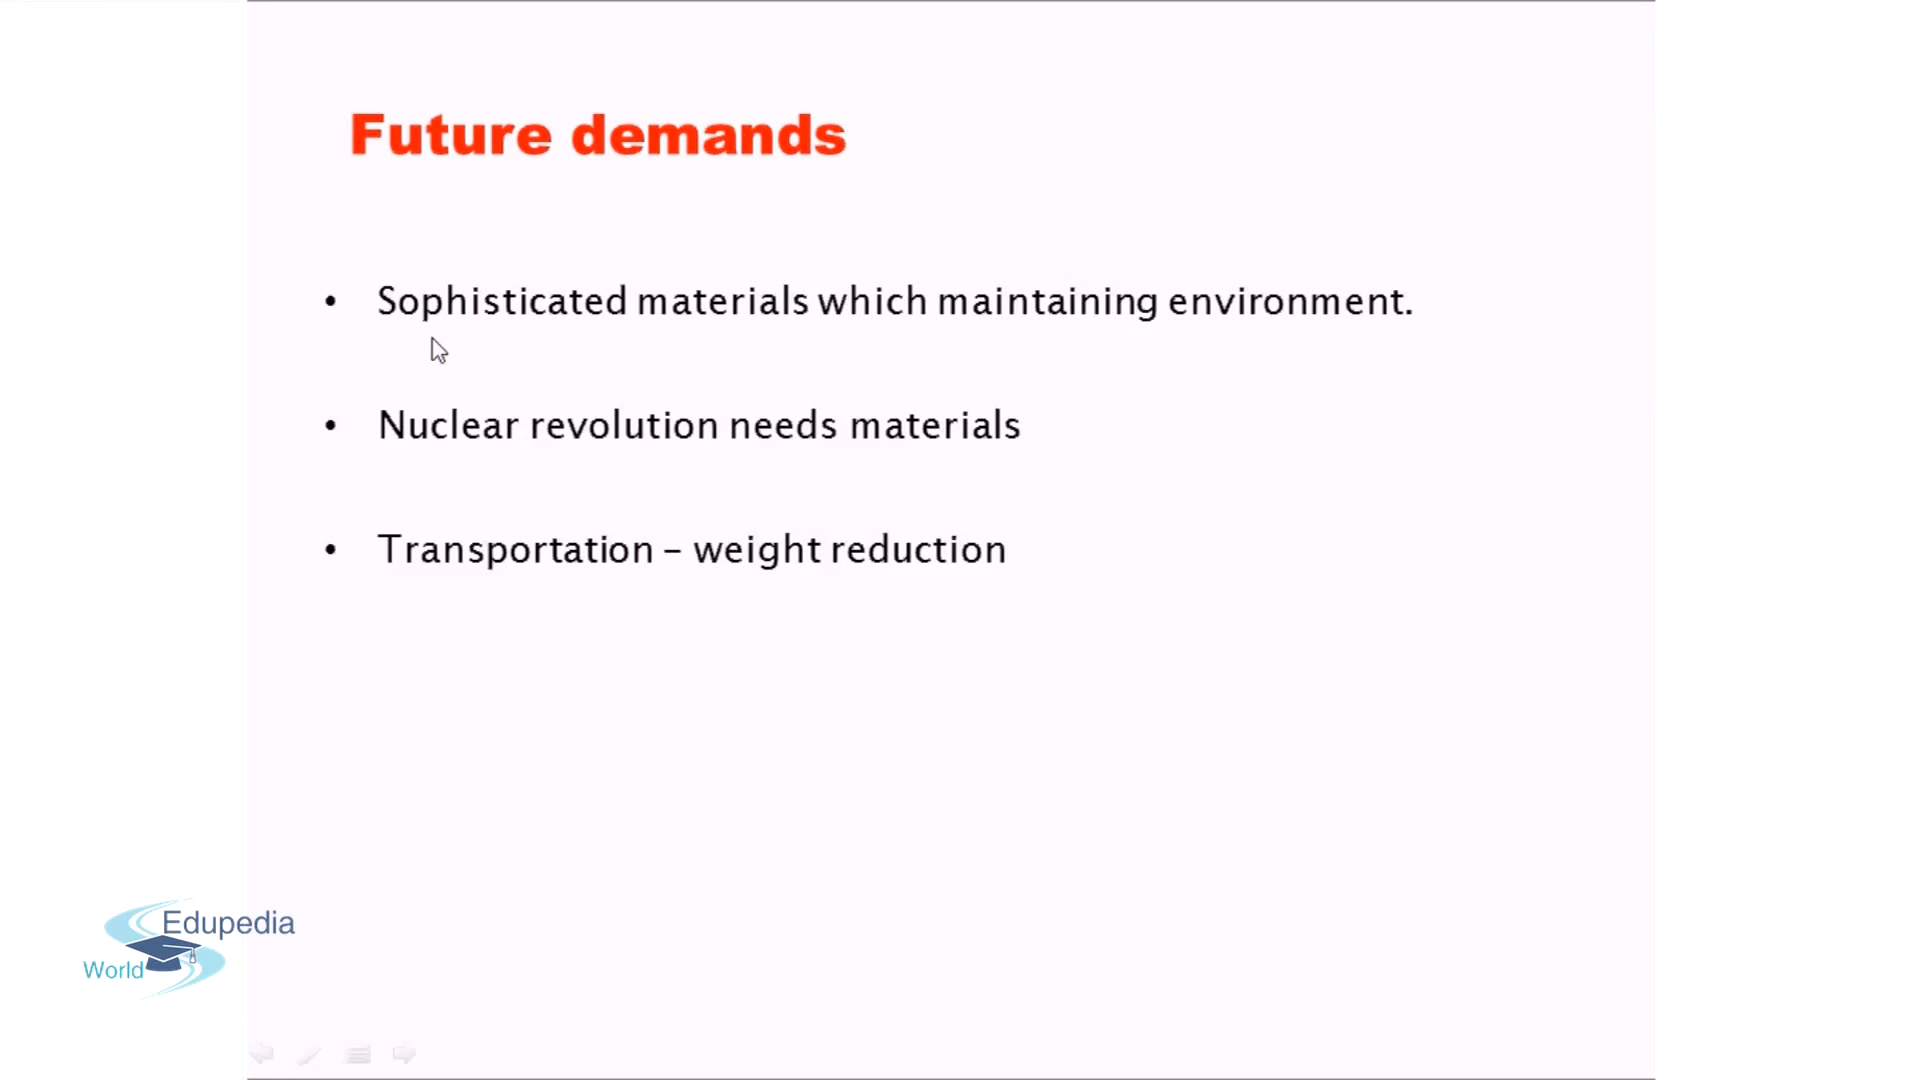 Future demands
• Sophisticated materials which maintaining environment.
• Nuclear revolution needs materials
• Transportation – weight reduction
Edupedia
World